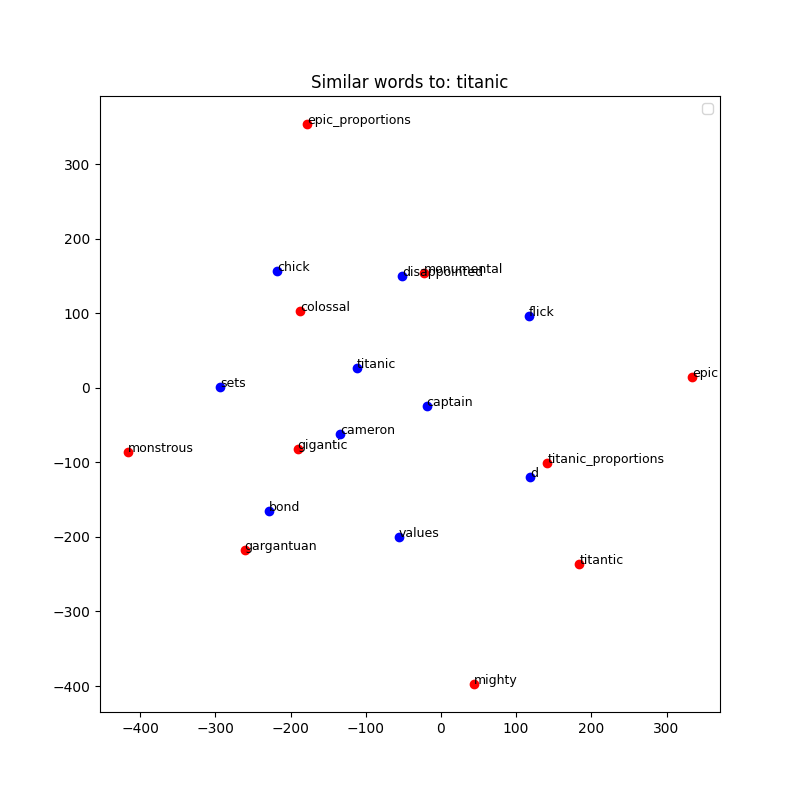 Similar words to: titanic
epic_proportions
300
200
chick
disappointed
monumental
colossal
100
flick
titanic
epic
sets
0
captain
cameron
gigantic
monstrous
titanic_proportions
−100
d
bond
values
−200
gargantuan
titantic
−300
mighty
−400
−400 −300 −200 −100 0 100 200 300